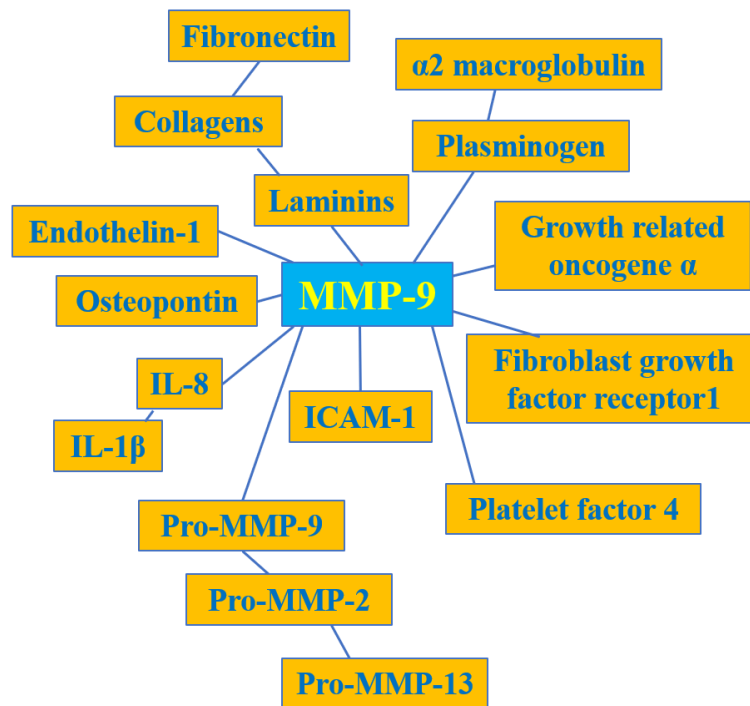 Fibronectin
α2 macroglobulin
Collagens
Plasminogen
Laminins
Endothelin-1
Growth related
oncogene α
MMP-9
Osteopontin
Fibroblast growth
factor receptor1
IL-8
ICAM-1
IL-1β
Platelet factor 4
Pro-MMP-9
Pro-MMP-2
Pro-MMP-13